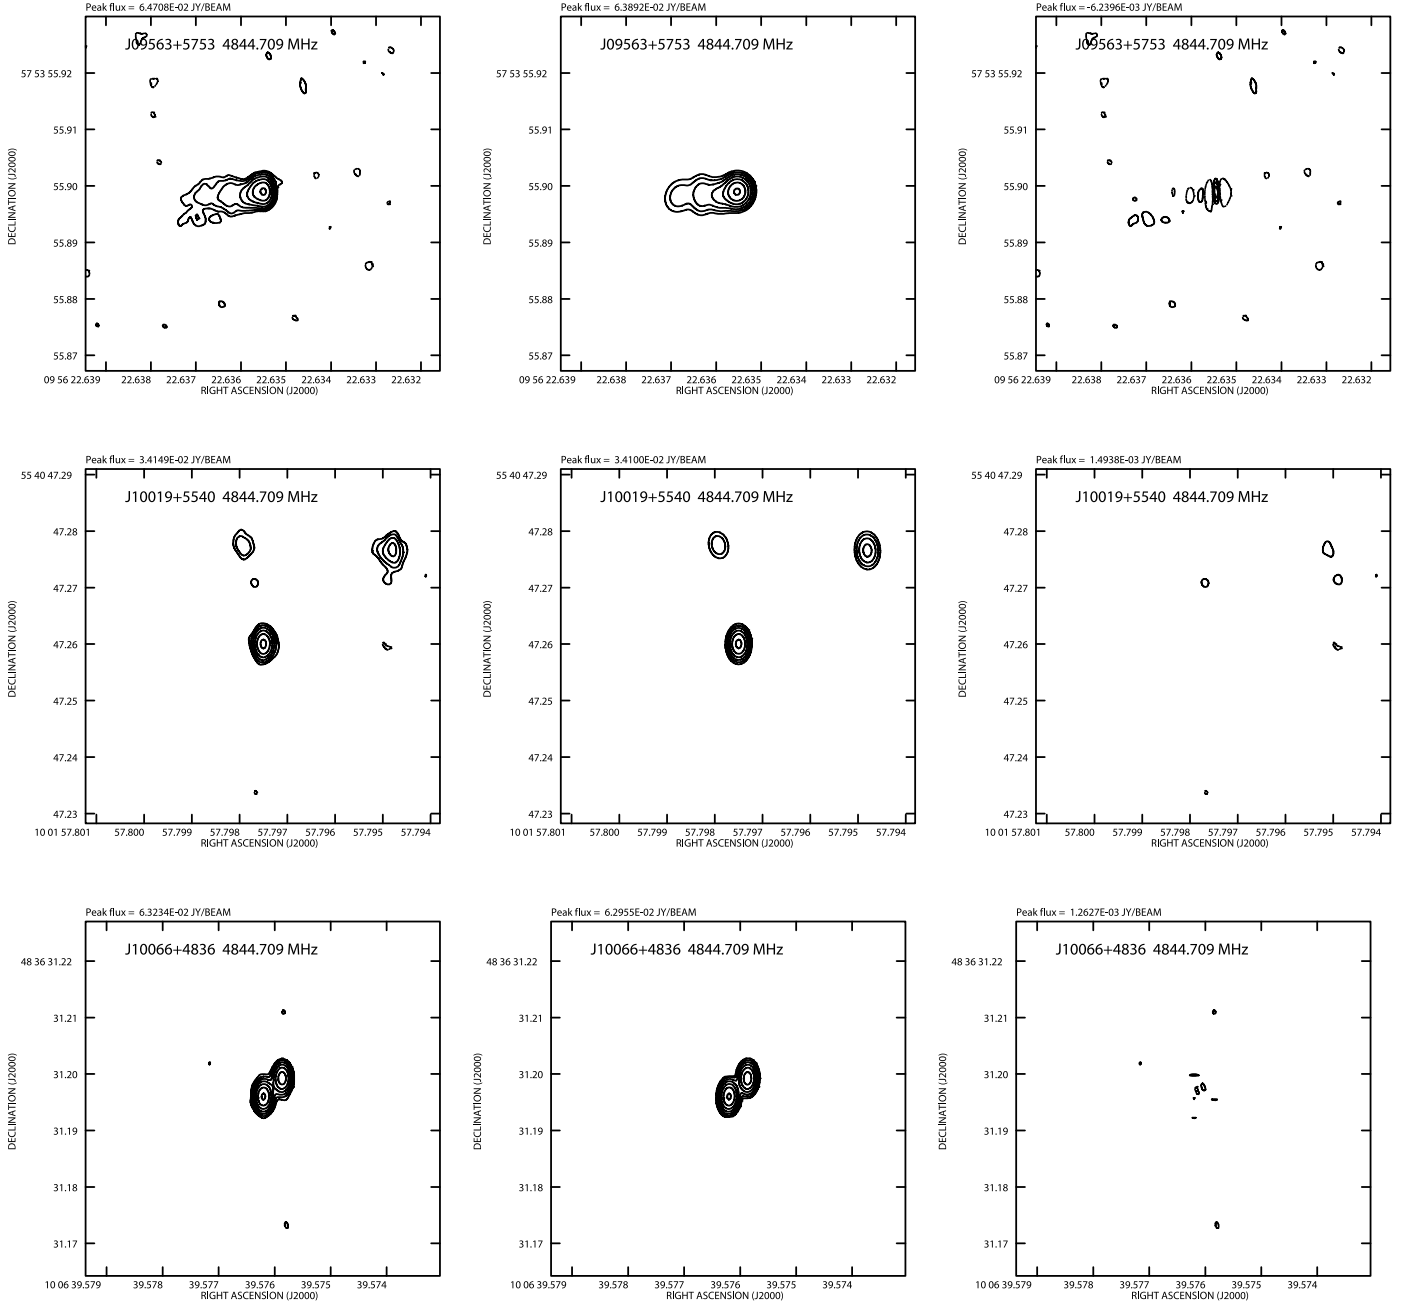 Peak flux = 6.4708E-02 JY/BEAM
J09563+5753 4844.709 MHz
57 53 55.92
55.91
55.90
55.89
55.88
55.87
DECLINATION (J2000)
09 56 22.639 22.638 22.637 22.636 22.635 22.634 22.633 22.632
RIGHT ASCENSION (J2000)
Peak flux = 6.3892E-02 JY/BEAM
J09563+5753 4844.709 MHz
57 53 55.92
55.91
55.90
55.89
55.88
55.87
DECLINATION (J2000)
09 56 22.639 22.638 22.637 22.636 22.635 22.634 22.633 22.632
RIGHT ASCENSION (J2000)
Peak flux = -6.2396E-03 JY/BEAM
J09563+5753 4844.709 MHz
57 53 55.92
55.91
55.90
55.89
55.88
55.87
DECLINATION (J2000)
09 56 22.639 22.638 22.637 22.636 22.635 22.634 22.633 22.632
RIGHT ASCENSION (J2000)
Peak flux = 3.4149E-02 JY/BEAM
J10019+5540 4844.709 MHz
55 40 47.29
47.28
47.27
47.26
47.25
47.24
47.23
DECLINATION (J2000)
10 01 57.801 57.800 57.799 57.798 57.797 57.796 57.795 57.794
RIGHT ASCENSION (J2000)
Peak flux = 3.4100E-02 JY/BEAM
J10019+5540 4844.709 MHz
55 40 47.29
47.28
47.27
47.26
47.25
47.24
47.23
DECLINATION (J2000)
10 01 57.801 57.800 57.799 57.798 57.797 57.796 57.795 57.794
RIGHT ASCENSION (J2000)
Peak flux = 1.4938E-03 JY/BEAM
J10019+5540 4844.709 MHz
55 40 47.29
47.28
47.27
47.26
47.25
47.24
47.23
DECLINATION (J2000)
10 01 57.801 57.800 57.799 57.798 57.797 57.796 57.795 57.794
RIGHT ASCENSION (J2000)
Peak flux = 6.3234E-02 JY/BEAM
J10066+4836 4844.709 MHz
48 36 31.22
31.21
31.20
31.19
31.18
31.17
DECLINATION (J2000)
10 06 39.579 39.578 39.577 39.576 39.575 39.574
RIGHT ASCENSION (J2000)
Peak flux = 6.2955E-02 JY/BEAM
J10066+4836 4844.709 MHz
48 36 31.22
31.21
31.20
31.19
31.18
31.17
DECLINATION (J2000)
10 06 39.579 39.578 39.577 39.576 39.575 39.574
RIGHT ASCENSION (J2000)
Peak flux = 1.2627E-03 JY/BEAM
J10066+4836 4844.709 MHz
48 36 31.22
31.21
31.20
31.19
31.18
31.17
DECLINATION (J2000)
10 06 39.579 39.578 39.577 39.576 39.575 39.574
RIGHT ASCENSION (J2000)